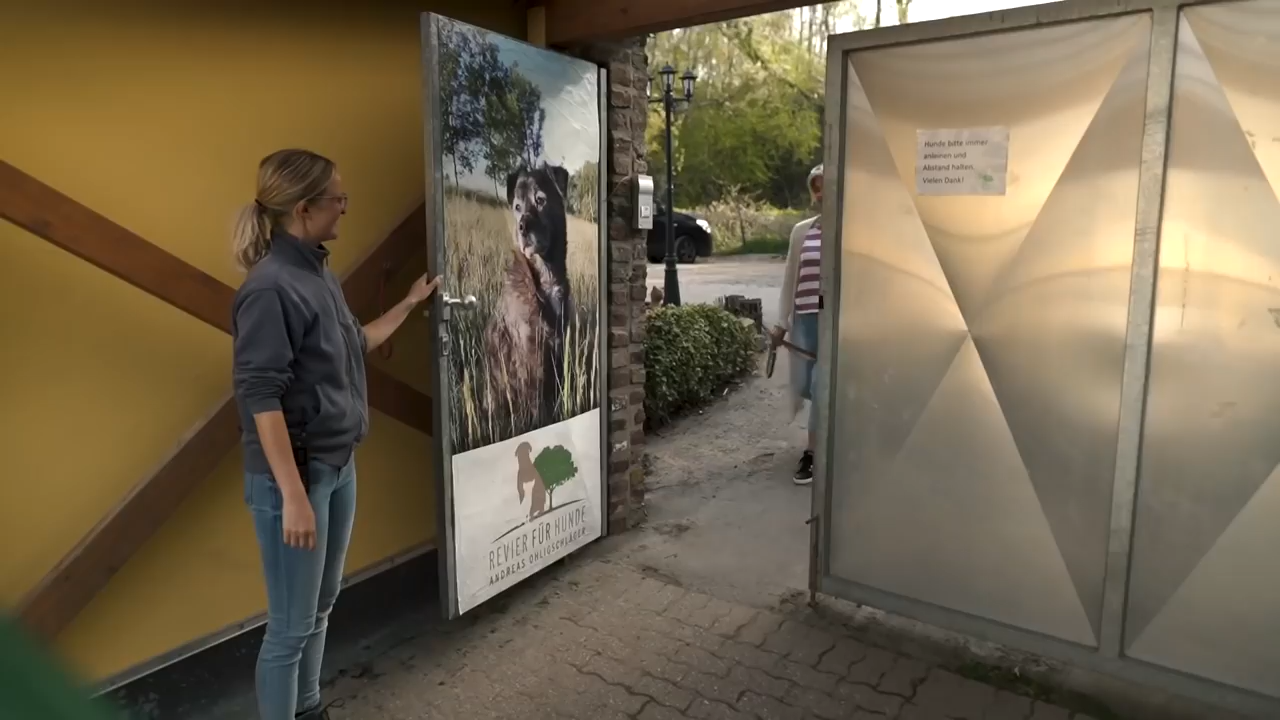 REVIER FÜR HUNDE
ANDREAS OHLIGSCHLÄGER
Hunde bitte immer
anleinen und
Abstand halten.
Vielen Dank!